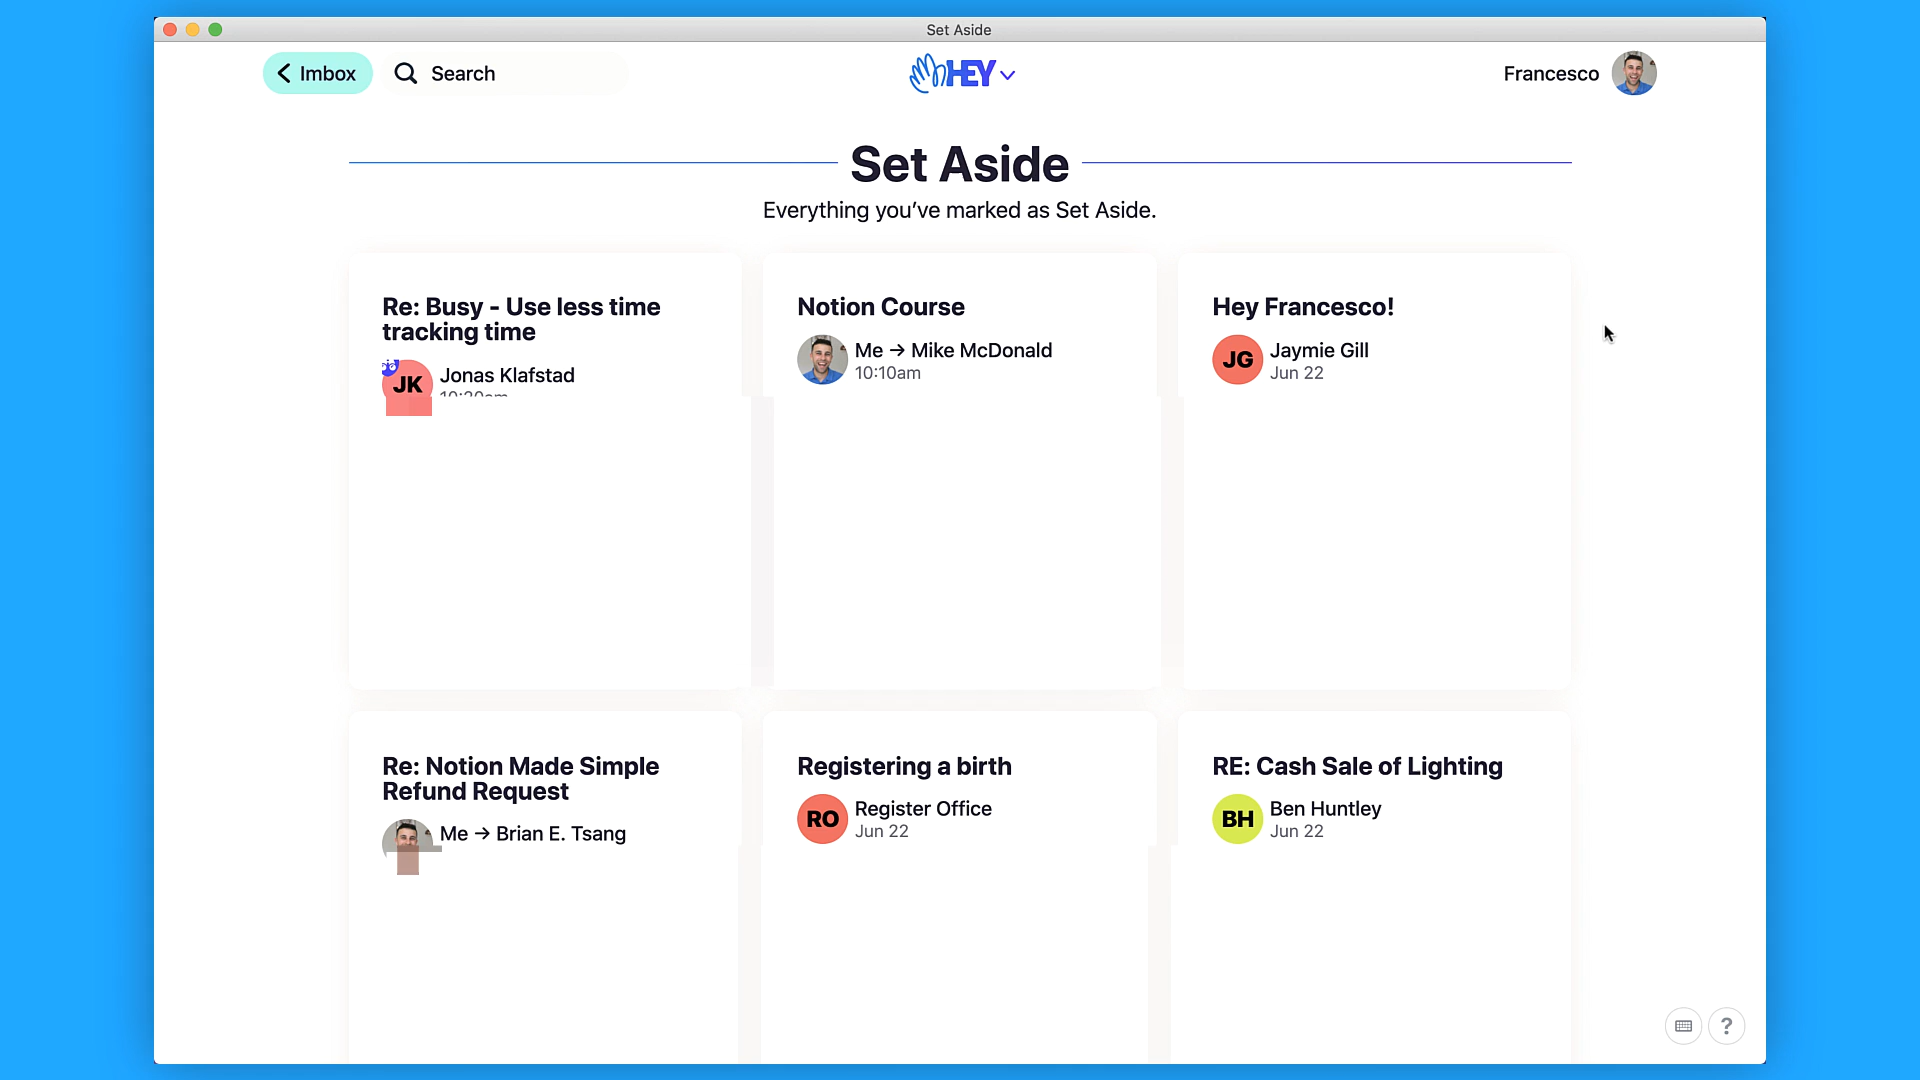 Set Aside
Imbox
Search
HEY
Francesco
Set Aside
Everything you’ve marked as Set Aside.
Re: Busy - Use less time
tracking time
JK
Jonas Klafstad
Notion Course
Me → Mike McDonald
10:10am
Hey Francesco!
JG
Jaymie Gill
Jun 22
Re: Notion Made Simple
Refund Request
Me → Brian E. Tsang
Registering a birth
RO
Register Office
Jun 22
RE: Cash Sale of Lighting
BH
Ben Huntley
Jun 22
?